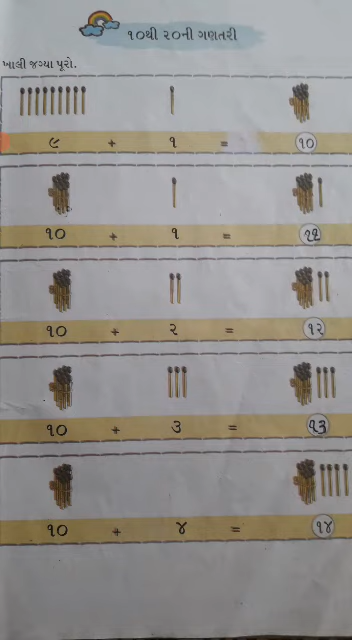 ૧૦થી ૨૦ની ગણતરી
ખાલી જગ્યા પૂરો.
૯ + ૧ = ૧૦
૧૦ + ૧ = ૧૧
૧૦ + ૨ = ૧૨
૧૦ + ૩ = ૧૩
૧૦ + ૪ = ૧૪